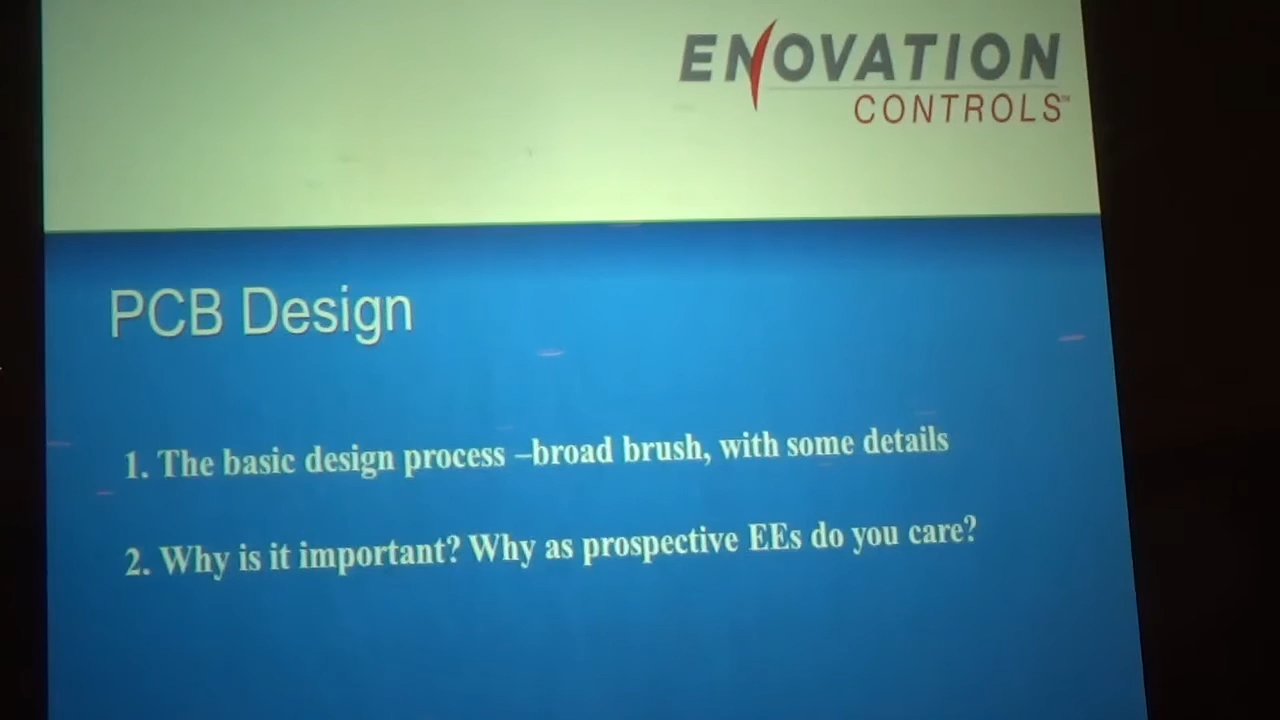 ENOVATION
CONTROLS™
PCB Design
1. The basic design process –broad brush, with some details
2. Why is it important? Why as prospective EEs do you care?